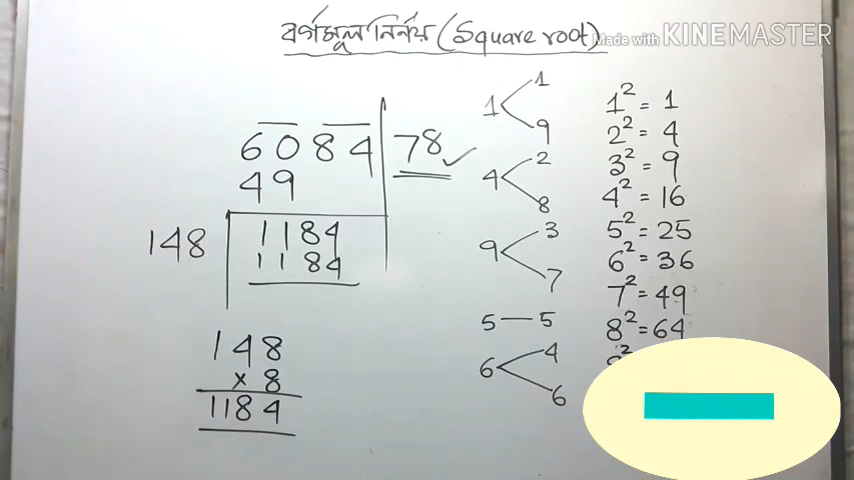 বর্গমূল নির্নয় (Square root)
Made with KINEMASTER
6084 78
49
148 1184
1184
148
× 8
1184
1 1
9
4 2
8
9 3
7
5 — 5
6 4
6
1² = 1
2² = 4
3² = 9
4² = 16
5² = 25
6² = 36
7² = 49
8² = 64